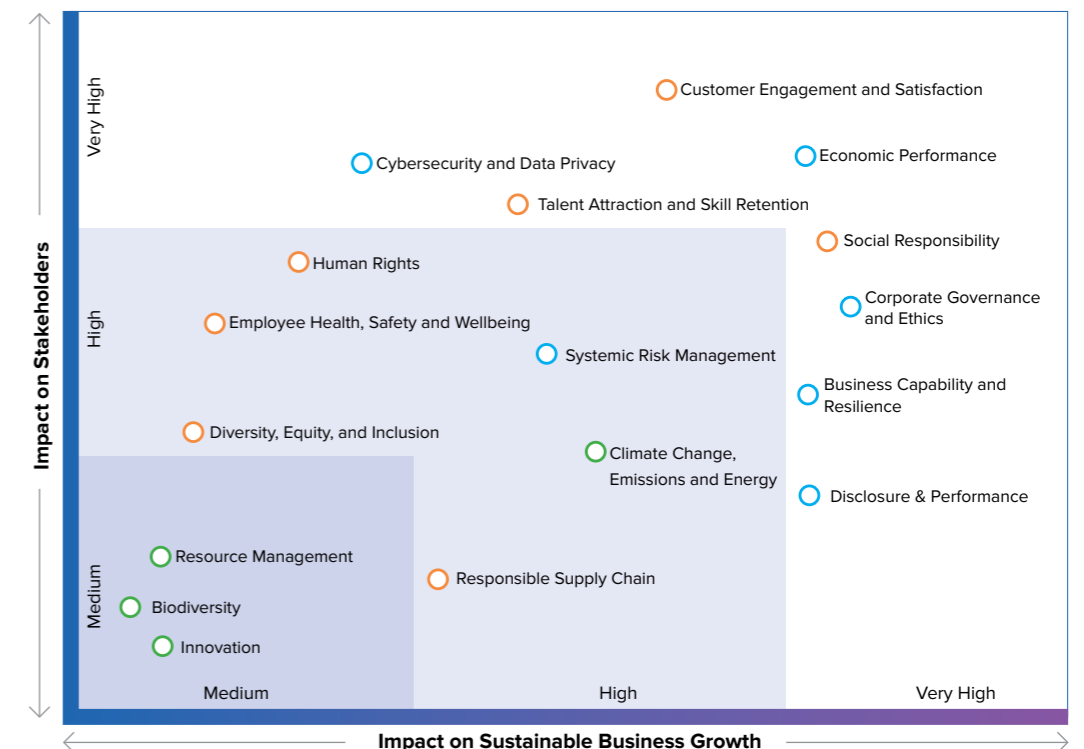 Impact on Stakeholders
Very High
High
Medium
Customer Engagement and Satisfaction
Economic Performance
Cybersecurity and Data Privacy
Talent Attraction and Skill Retention
Social Responsibility
Human Rights
Corporate Governance
and Ethics
Employee Health, Safety and Wellbeing
Systemic Risk Management
Business Capability and
Resilience
Diversity, Equity, and Inclusion
Climate Change,
Emissions and Energy
Disclosure & Performance
Resource Management
Responsible Supply Chain
Biodiversity
Innovation
Medium
High
Very High
Impact on Sustainable Business Growth